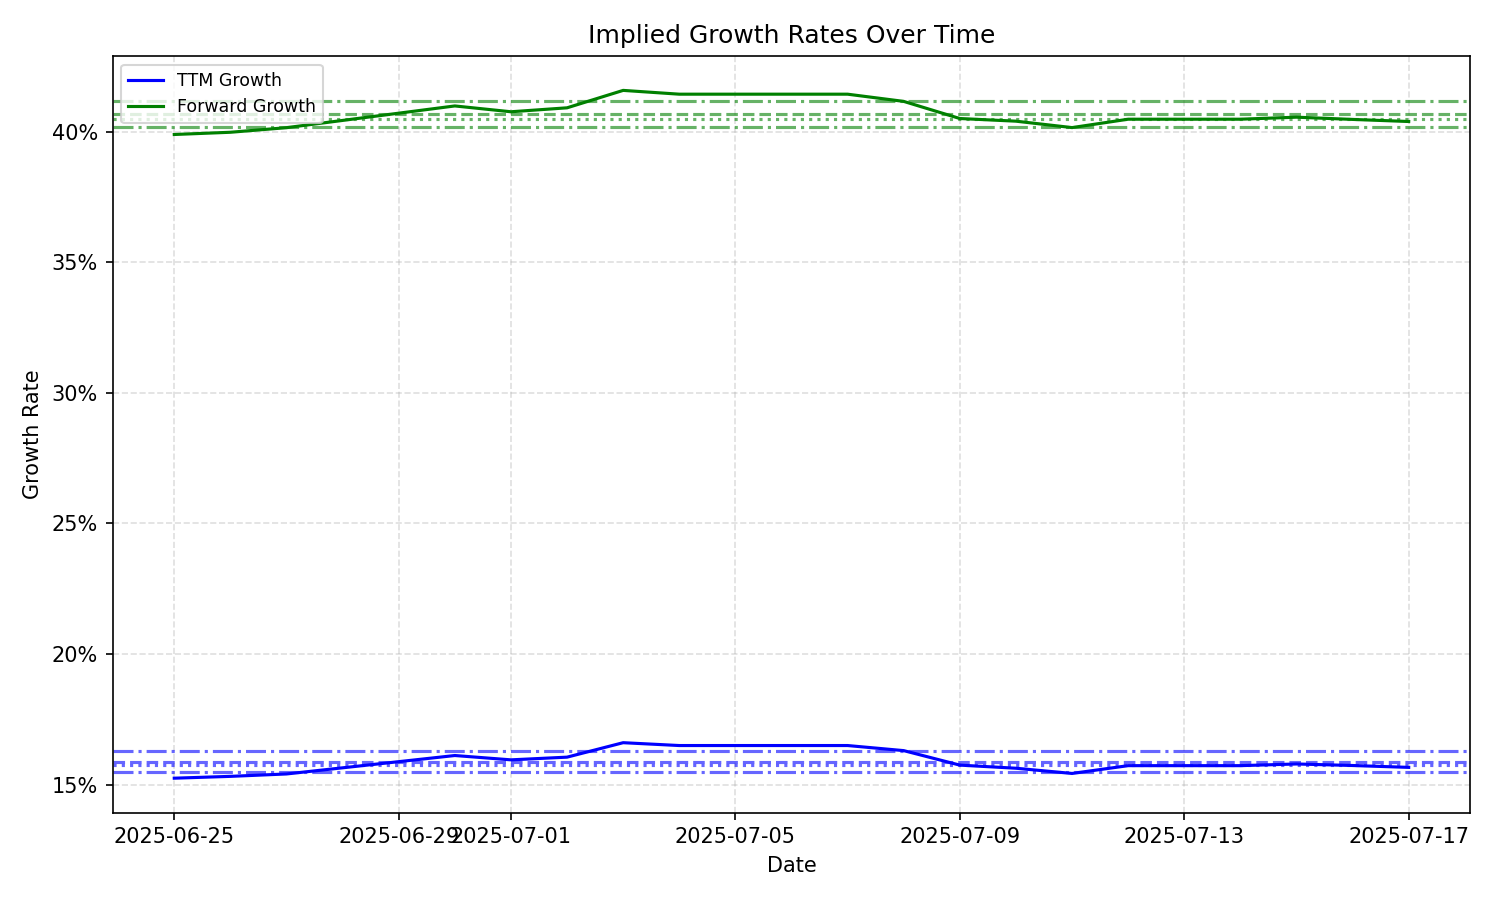 Implied Growth Rates Over Time
TTM Growth
Forward Growth
40%
35%
30%
25%
20%
15%
Growth Rate
2025-06-25
2025-06-29
2025-07-01
2025-07-05
2025-07-09
2025-07-13
2025-07-17
Date